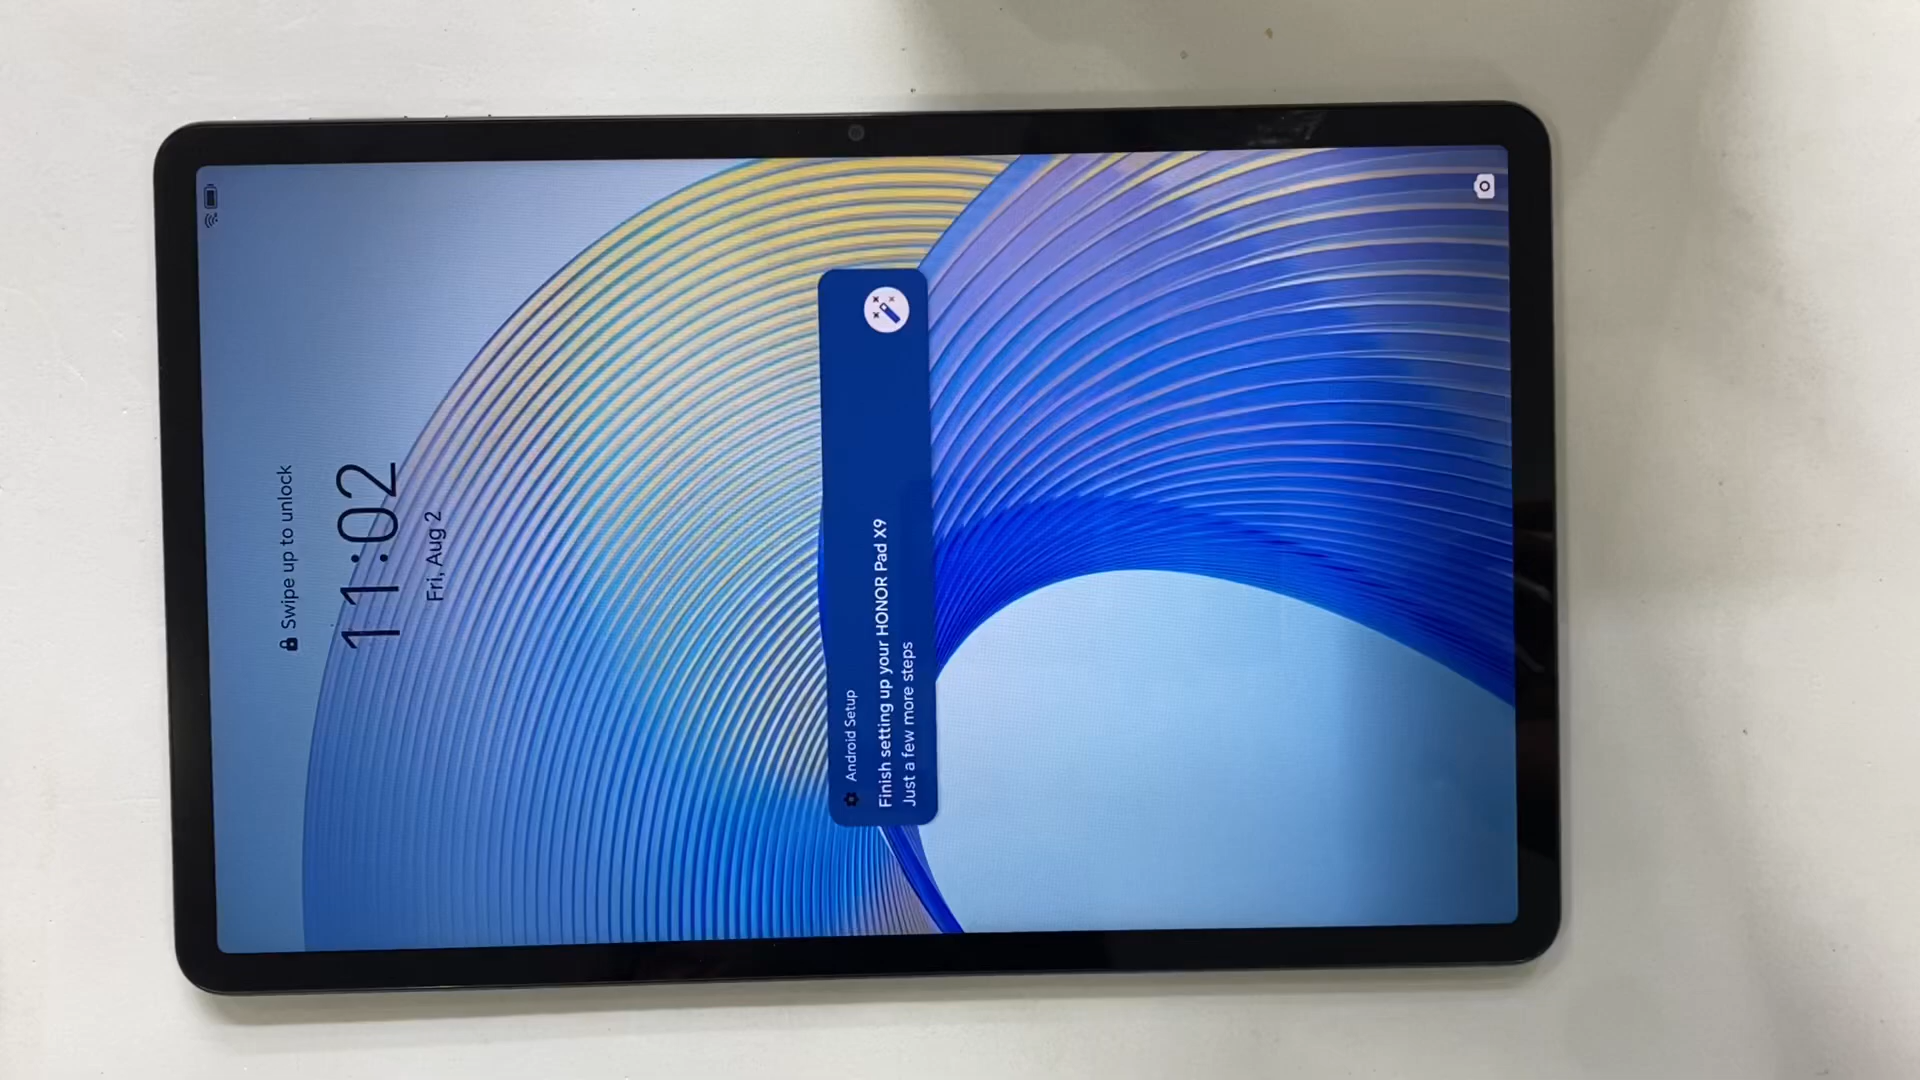 Swipe up to unlock
11:02
Fri, Aug 2
Android Setup
Finish setting up your HONOR Pad X9
Just a few more steps